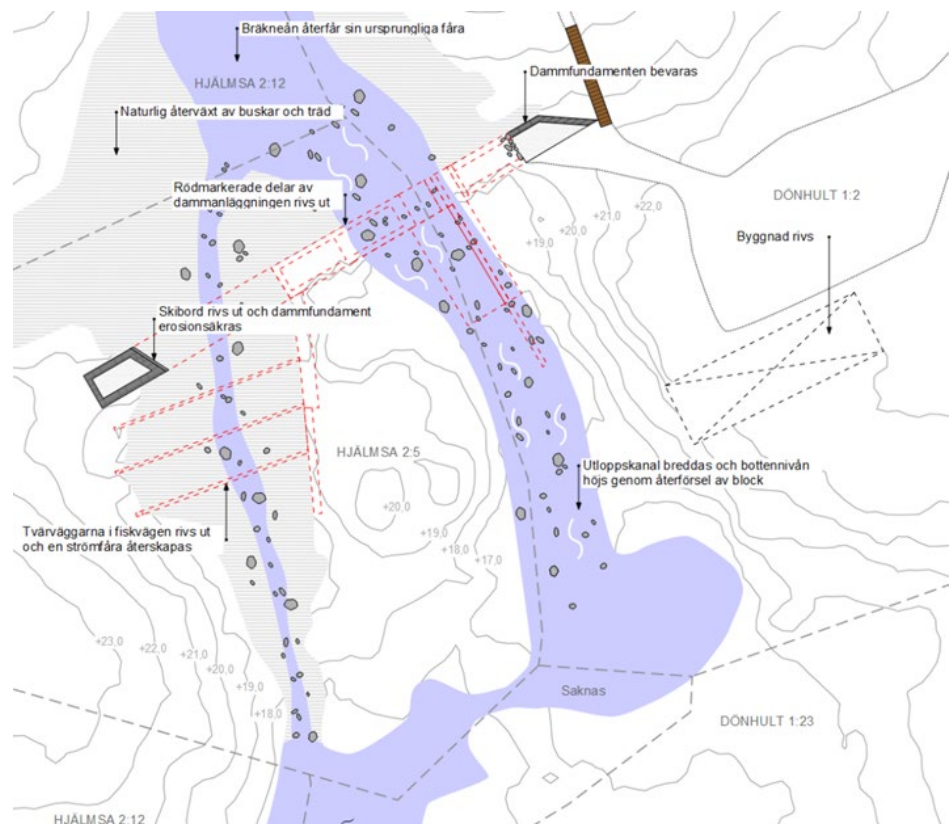 Bräkneån återfår sin ursprungliga fåra
Dammfundamenten bevaras
HJÄLMSA 2:12
Naturlig återväxt av buskar och träd
Rödmarkerade delar av
dammanläggningen rivs ut
DÖNHULT 1:2
+22,0
+21,0
+20,0
+19,0
Byggnad rivs
Skibord rivs ut och dammfundament
erosionsäkras
HJÄLMSA 2:5
Utloppskanal breddas och bottennivån
höjs genom återförsel av block
+20,0
Tvärväggarna i fiskvägen rivs ut
och en strömfåra återskapas
+19,0
+18,0
+17,0
+23,0
+22,0
+21,0
+20,0
+19,0
+18,0
Saknas
DÖNHULT 1:23
HJÄLMSA 2:12